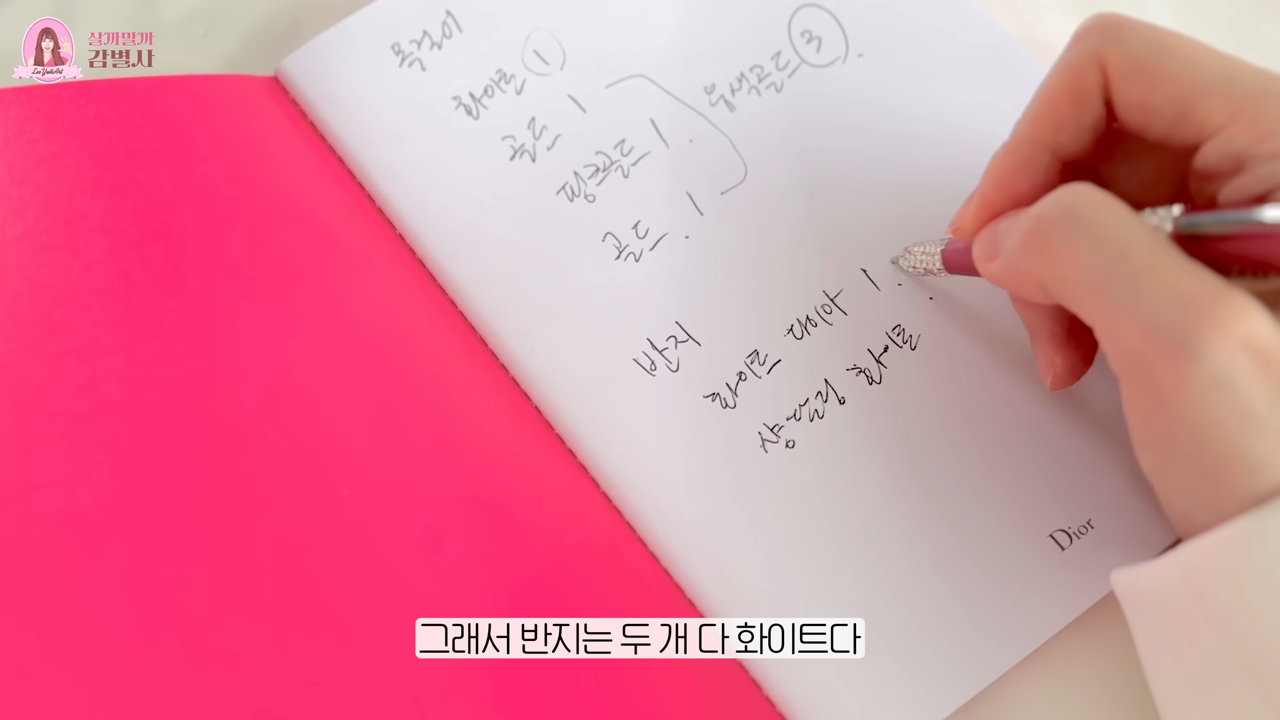 살까말까
감별사
LeeYuliArt
목걸이
화이트 ①
골드 1
핑크골드 1.
골드. 1
유색골드 ③.
반지
화이트 다이아 1.
샹스링 화이트.
Dior
그래서 반지는 두 개 다 화이트다